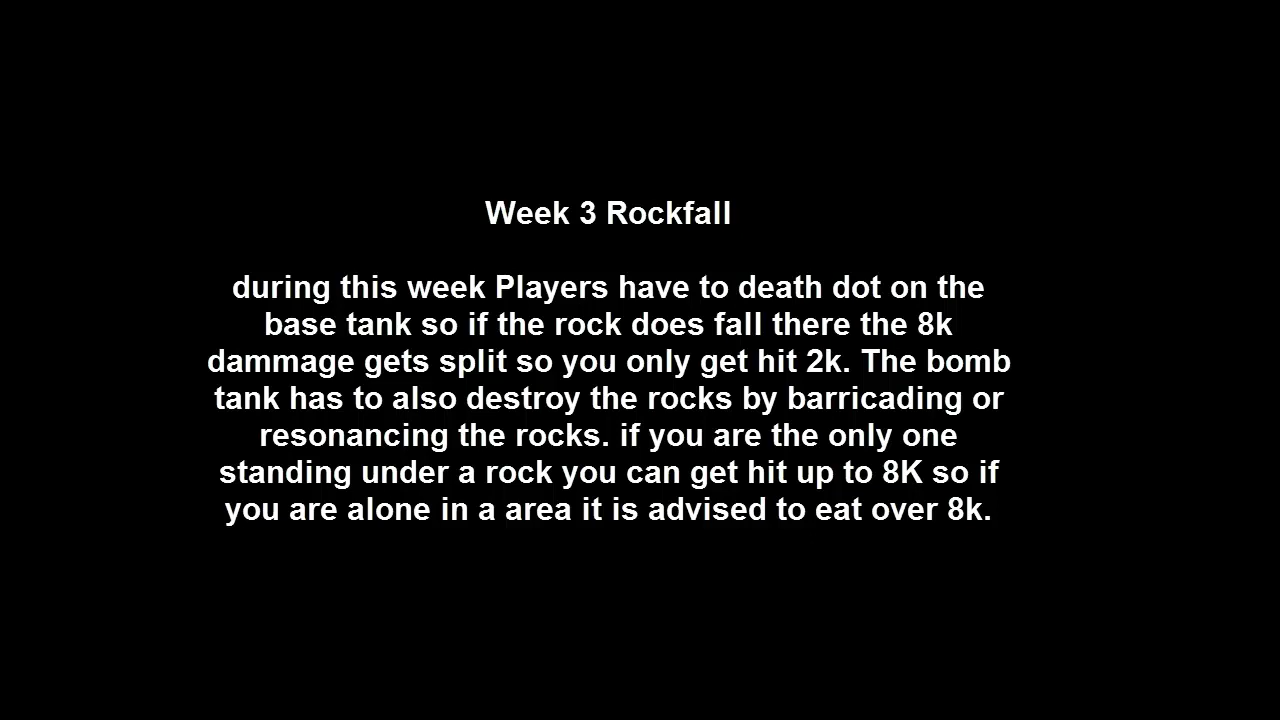 Week 3 Rockfall
during this week Players have to death dot on the
base tank so if the rock does fall there the 8k
dammage gets split so you only get hit 2k. The bomb
tank has to also destroy the rocks by barricading or
resonancing the rocks. if you are the only one
standing under a rock you can get hit up to 8K so if
you are alone in a area it is advised to eat over 8k.